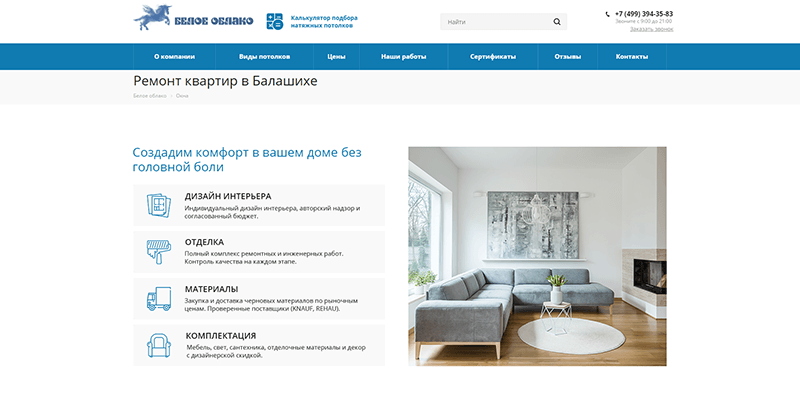 БЕЛОЕ ОБЛАКО
Калькулятор подбора
натяжных потолков
Найти
+7 (499) 394-35-83
Звоните с 9:00 до 21:00
Заказать звонок
О компании
Виды потолков
Цены
Наши работы
Сертификаты
Отзывы
Контакты
Ремонт квартир в Балашихе
Белое облако
Окна
Создадим комфорт в вашем доме без
головной боли
ДИЗАЙН ИНТЕРЬЕРА
Индивидуальный дизайн интерьера, авторский надзор и
согласованный бюджет.
ОТДЕЛКА
Полный комплекс ремонтных и инженерных работ.
Контроль качества на каждом этапе.
МАТЕРИАЛЫ
Закупка и доставка черновых материалов по рыночным
ценам. Проверенные поставщики (KNAUF, REHAU).
КОМПЛЕКТАЦИЯ
Мебель, свет, сантехника, отделочные материалы и декор
с дизайнерской скидкой.